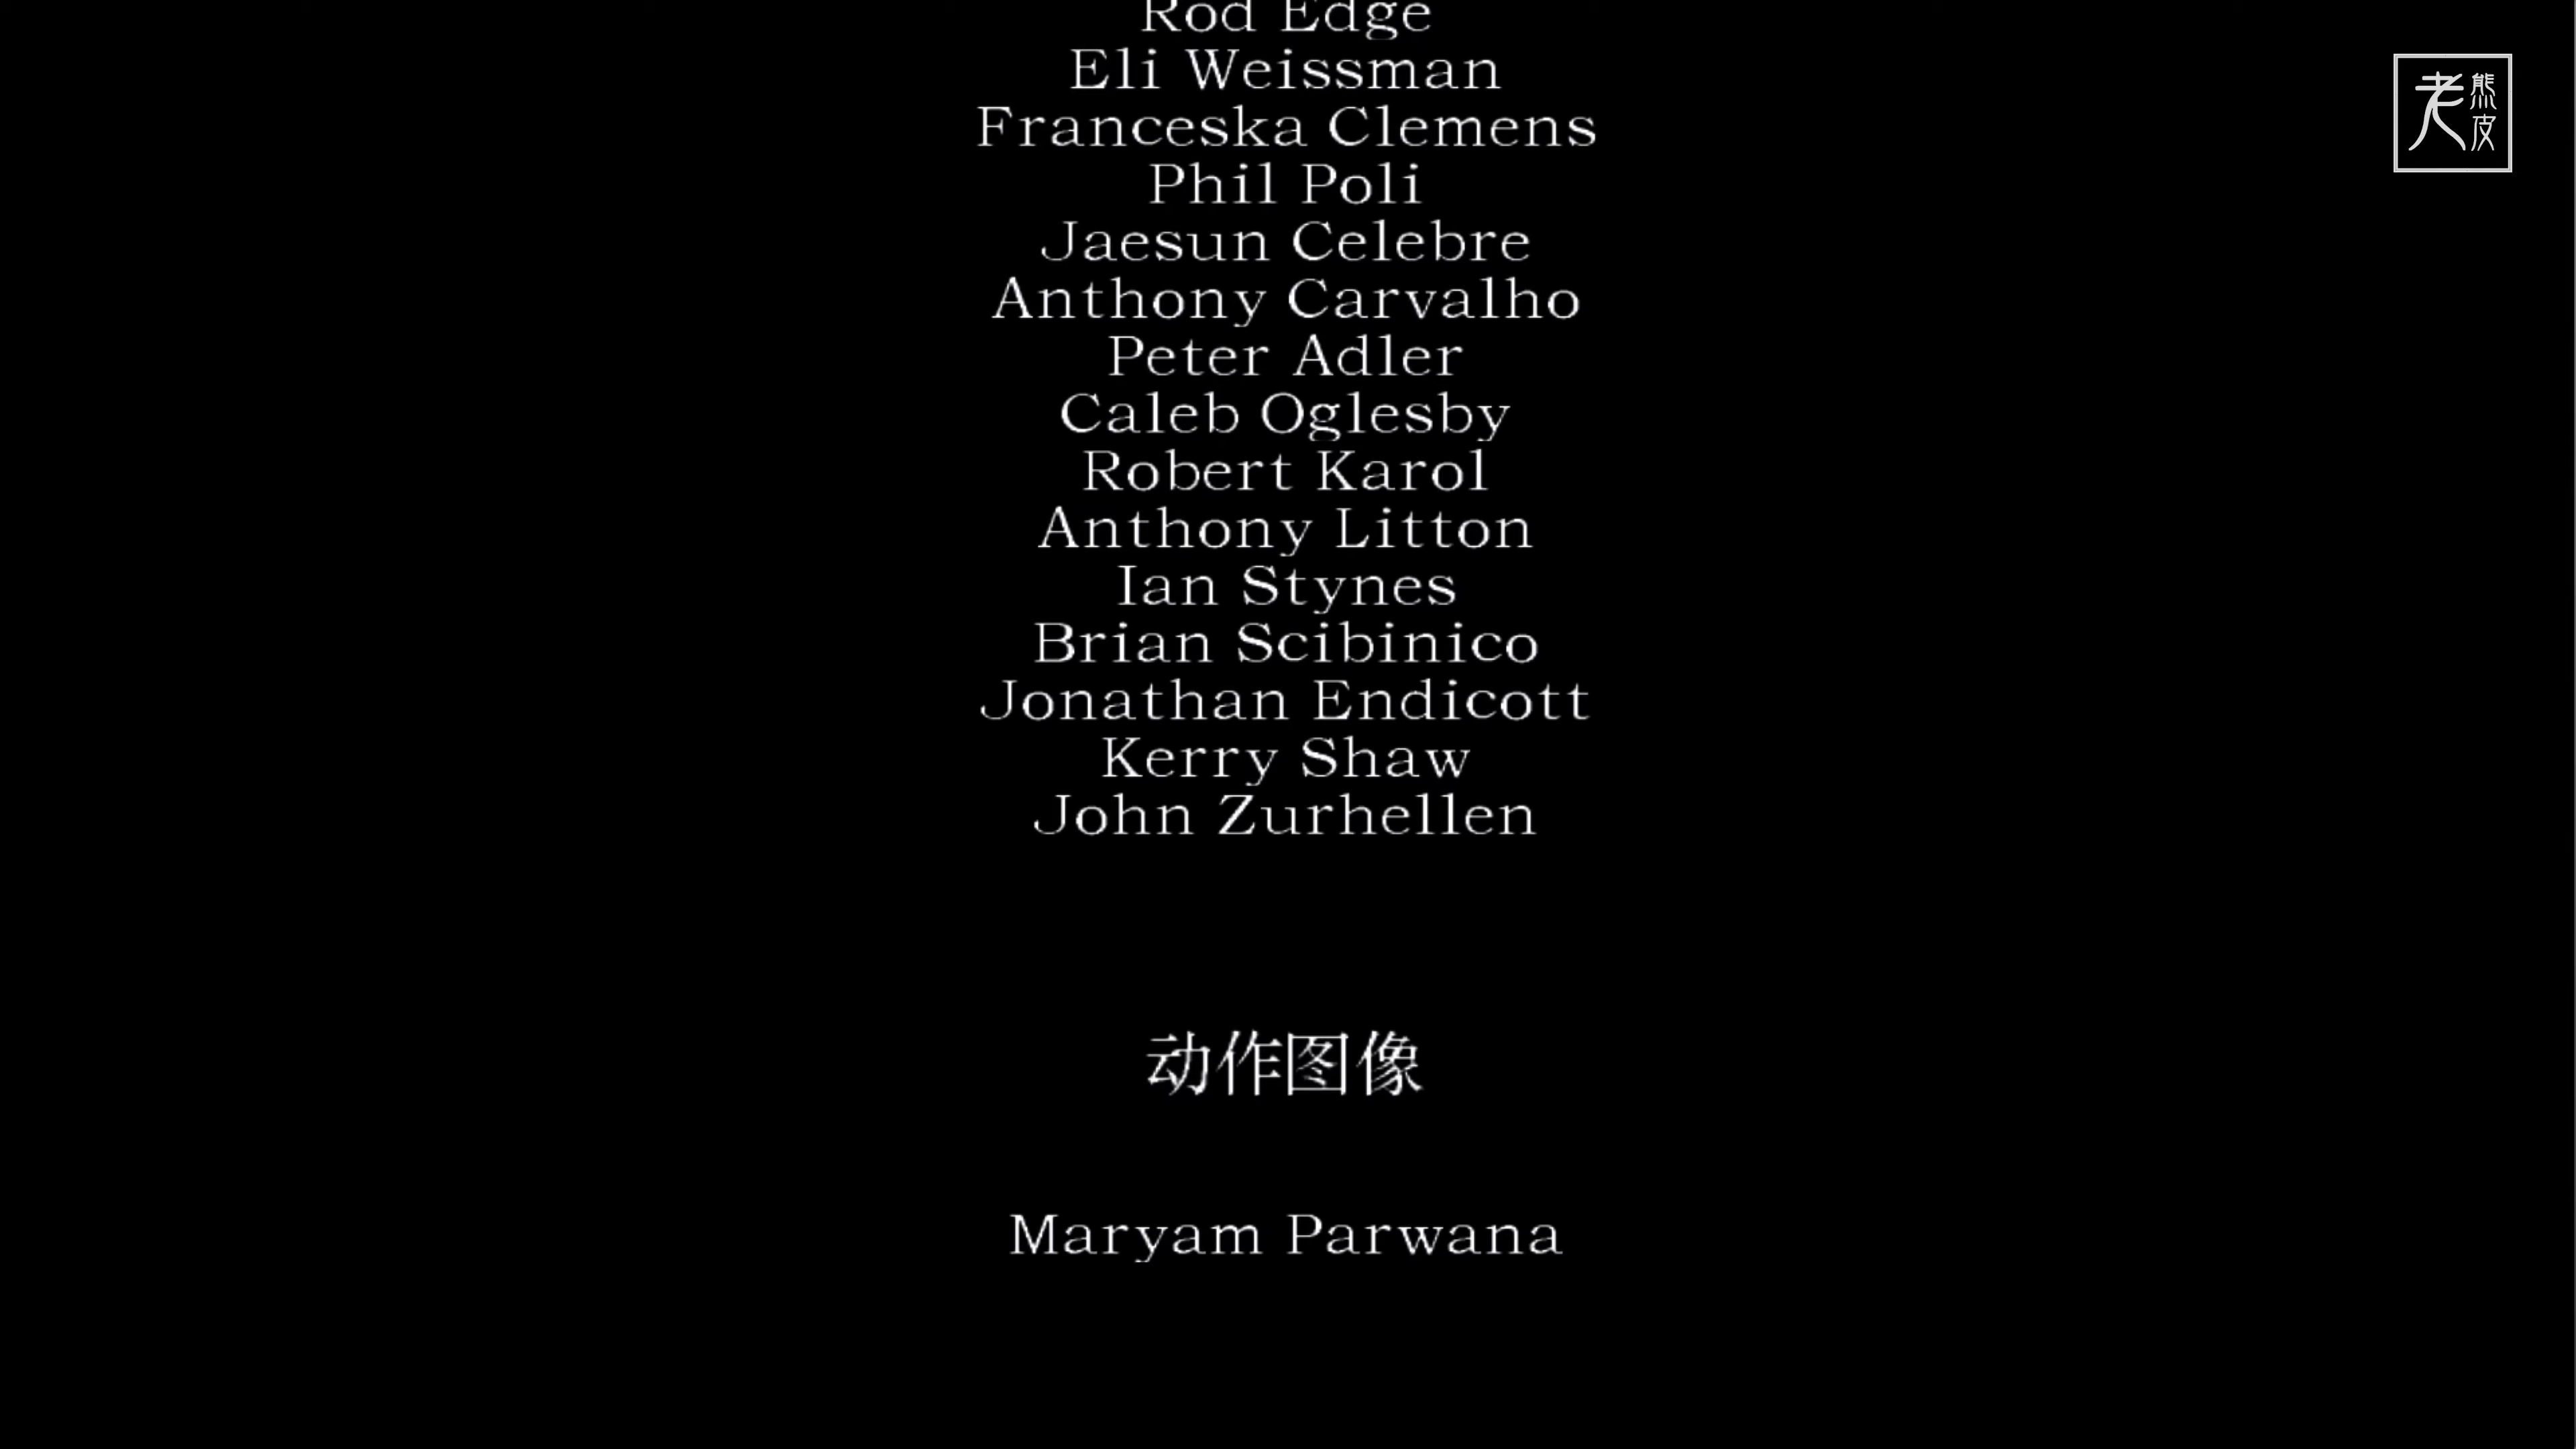 Rod Edge
Eli Weissman
Franceska Clemens
Phil Poli
Jaesun Celebre
Anthony Carvalho
Peter Adler
Caleb Oglesby
Robert Karol
Anthony Litton
Ian Stynes
Brian Scibinico
Jonathan Endicott
Kerry Shaw
John Zurhellen
动作图像
Maryam Parwana
老熊皮